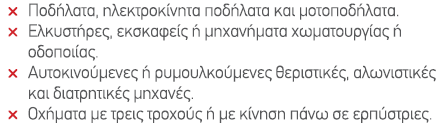 × Ποδήλατα, ηλεκτροκίνητα ποδήλατα και μοτοποδήλατα.
× Ελκυστήρες, εκσκαφείς ή μηχανήματα χωματουργίας ή
οδοποιίας.
× Αυτοκινούμενες ή ρυμουλκούμενες θεριστικές, αλωνιστικές
και διατρητικές μηχανές.
× Οχήματα με τρεις τροχούς ή με κίνηση πάνω σε ερπύστριες.